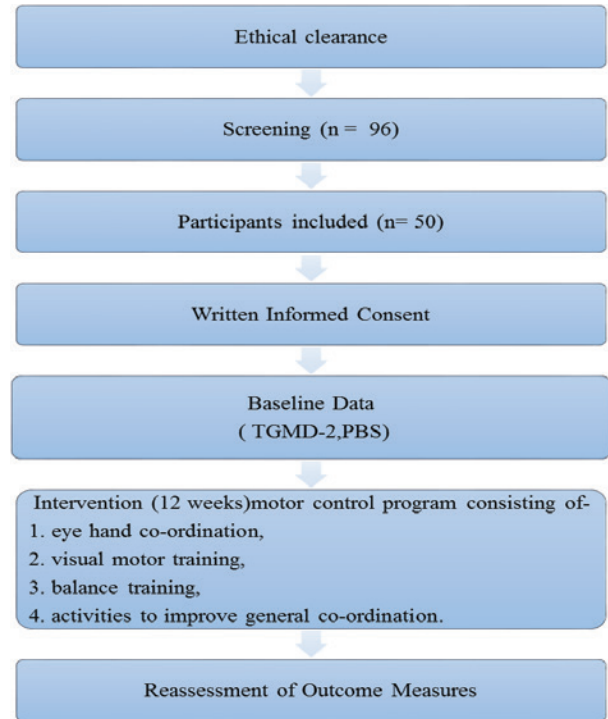 Ethical clearance
Screening (n = 96)
Participants included (n= 50)
Written Informed Consent
Baseline Data
( TGMD-2,PBS)
Intervention (12 weeks)motor control program consisting of-
1. eye hand co-ordination,
2. visual motor training,
3. balance training,
4. activities to improve general co-ordination.
Reassessment of Outcome Measures